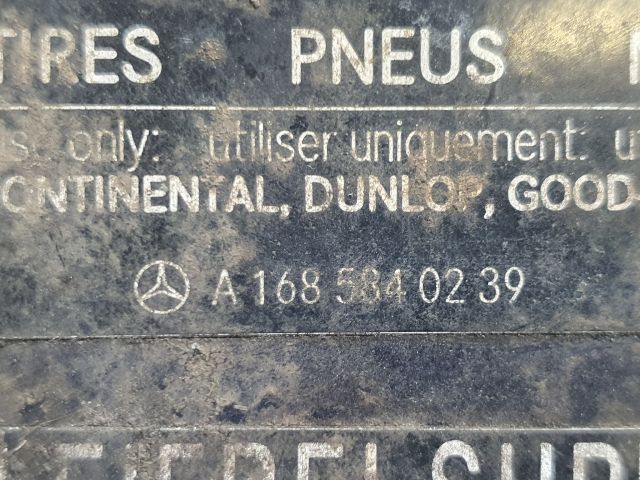 TIRES PNEUS
only: utiliser uniquement: u
CONTINENTAL, DUNLOP, GOOD
A 168 584 02 39